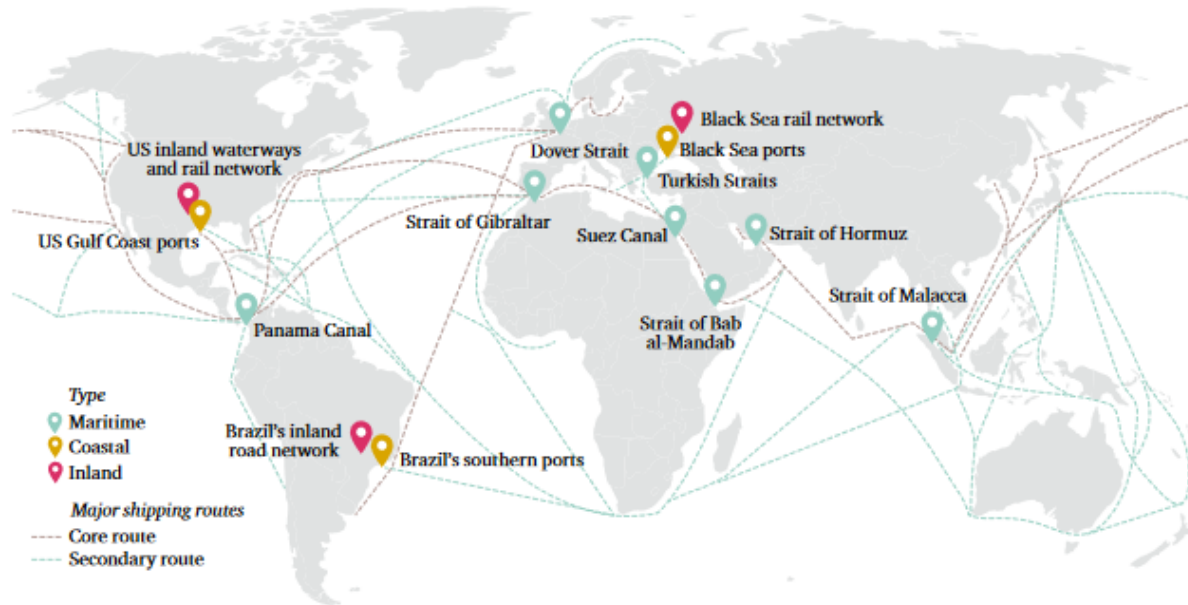 Black Sea rail network
US inland waterways
and rail network
Dover Strait
Black Sea ports
Turkish Straits
Strait of Gibraltar
US Gulf Coast ports
Suez Canal
Strait of Hormuz
Strait of Malacca
Panama Canal
Strait of Bab
al-Mandab
Type
Maritime
Coastal
Inland
Brazil's inland
road network
Brazil's southern ports
Major shipping routes
Core route
Secondary route